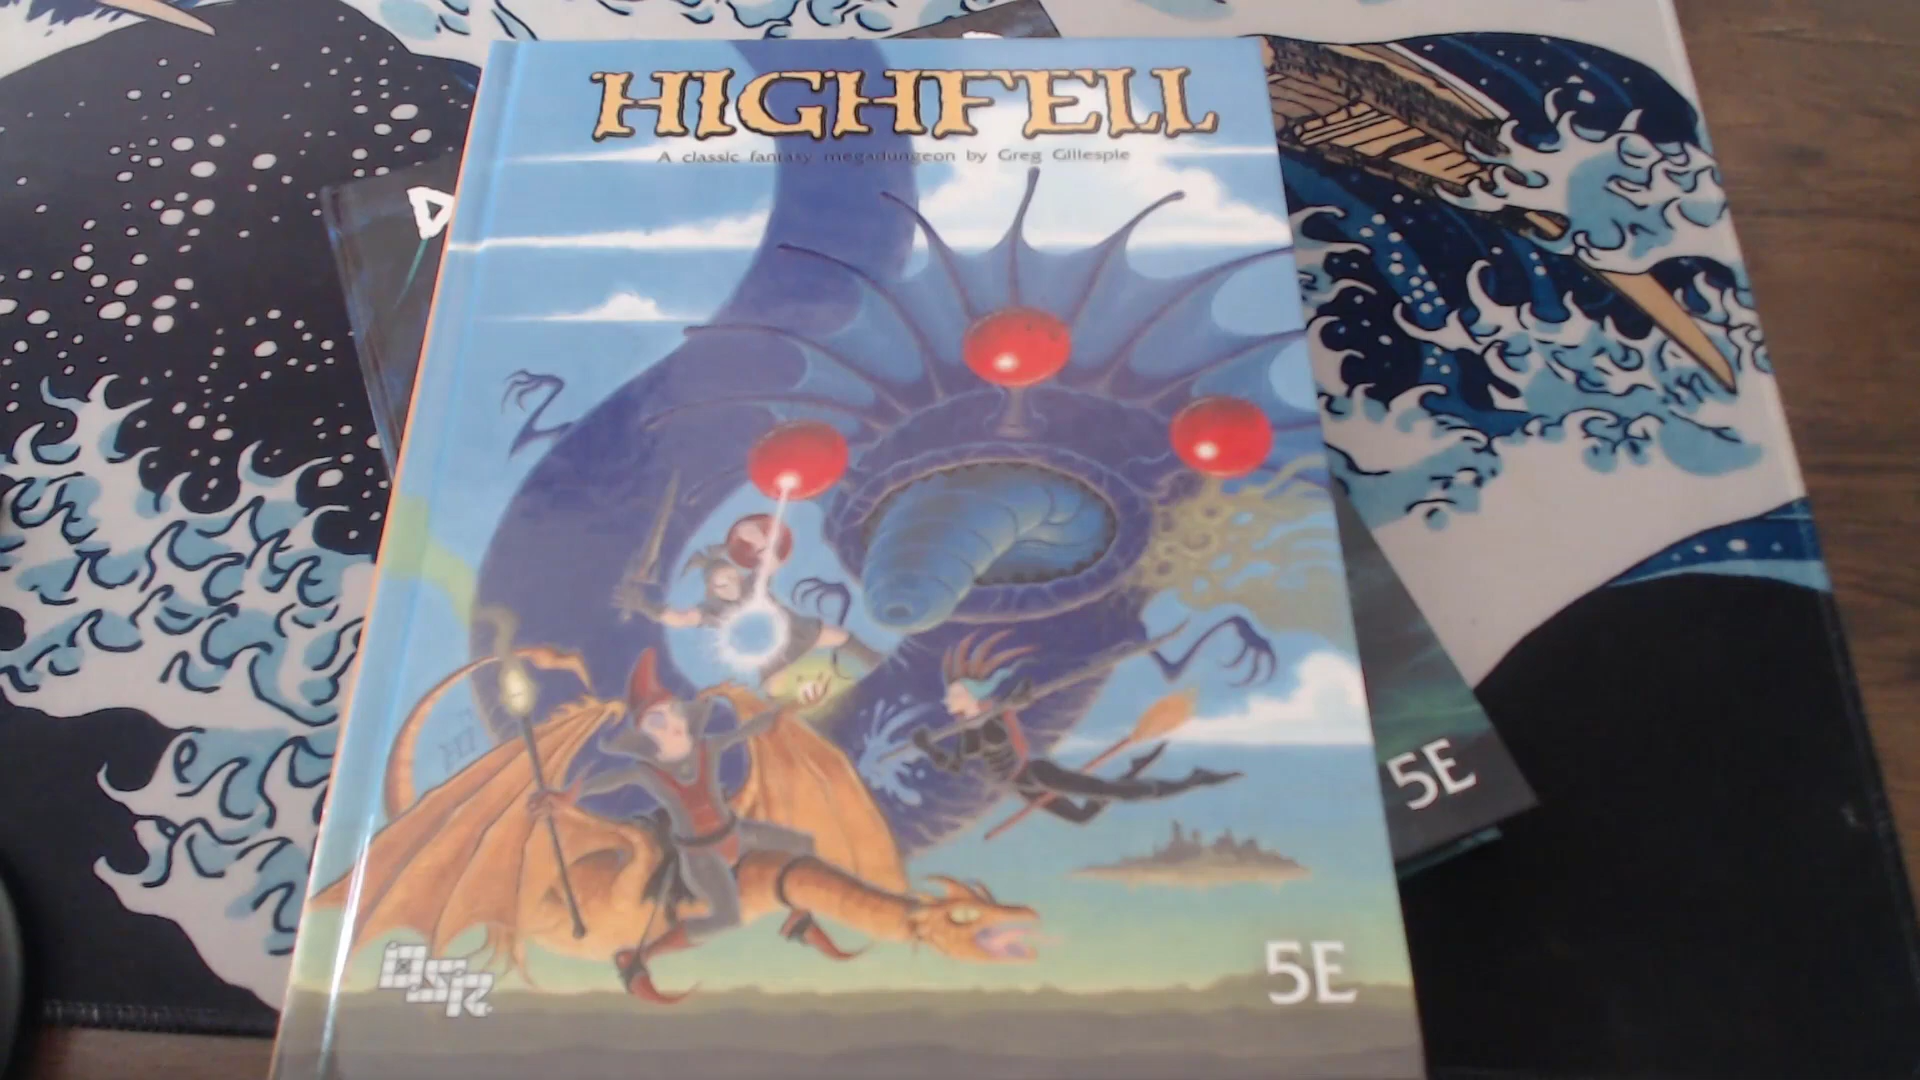 HIGHFELL
A classic fantasy megadungeon by Greg Gillespie
D
5E
OSR
5E